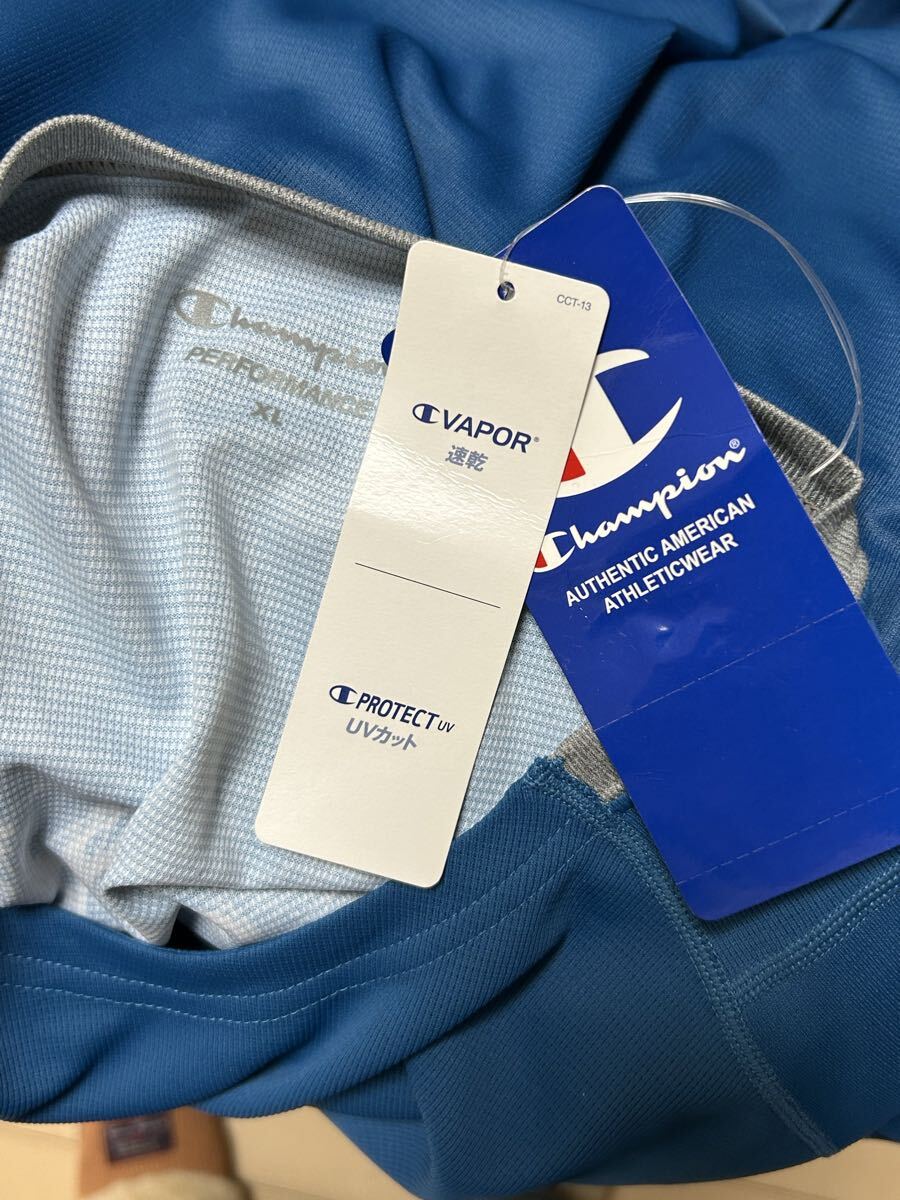 Champion
PERFORMANCE
XL
CCT-13
C VAPOR®
速乾
C PROTECT UV
UVカット
Champion®
AUTHENTIC AMERICAN
ATHLETICWEAR